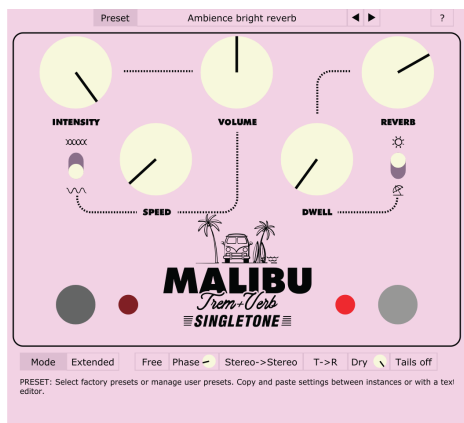 Preset Ambience bright reverb ?
INTENSITY VOLUME REVERB
SPEED DWELL
MALIBU
Trem+Verb
SINGLETONE
Mode Extended Free Phase Stereo->Stereo T->R Dry Tails off
PRESET: Select factory presets or manage user presets. Copy and paste settings between instances or with a text
editor.